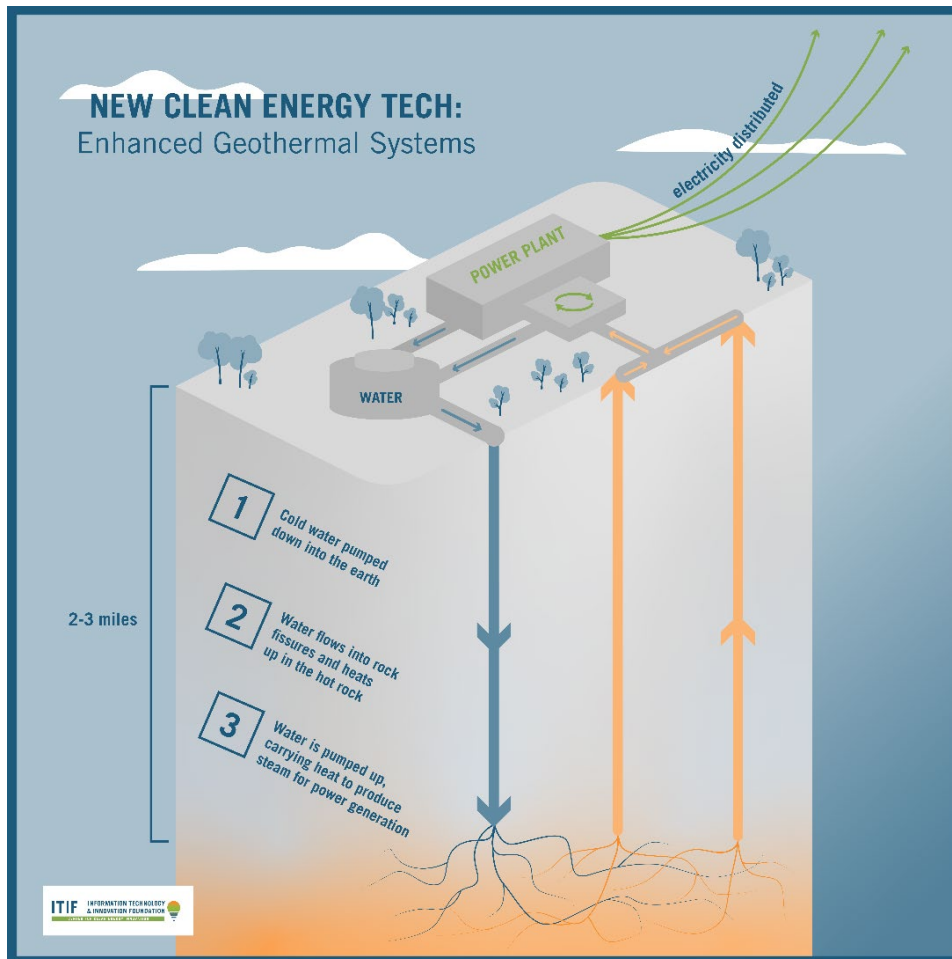 NEW CLEAN ENERGY TECH:
Enhanced Geothermal Systems
electricity distributed
POWER PLANT
WATER
1
Cold water pumped
down into the earth
2-3 miles
2
Water flows into rock
fissures and heats
up in the hot rock
3
Water is pumped up,
carrying heat to produce
steam for power generation
ITIF
INFORMATION TECHNOLOGY
& INNOVATION FOUNDATION